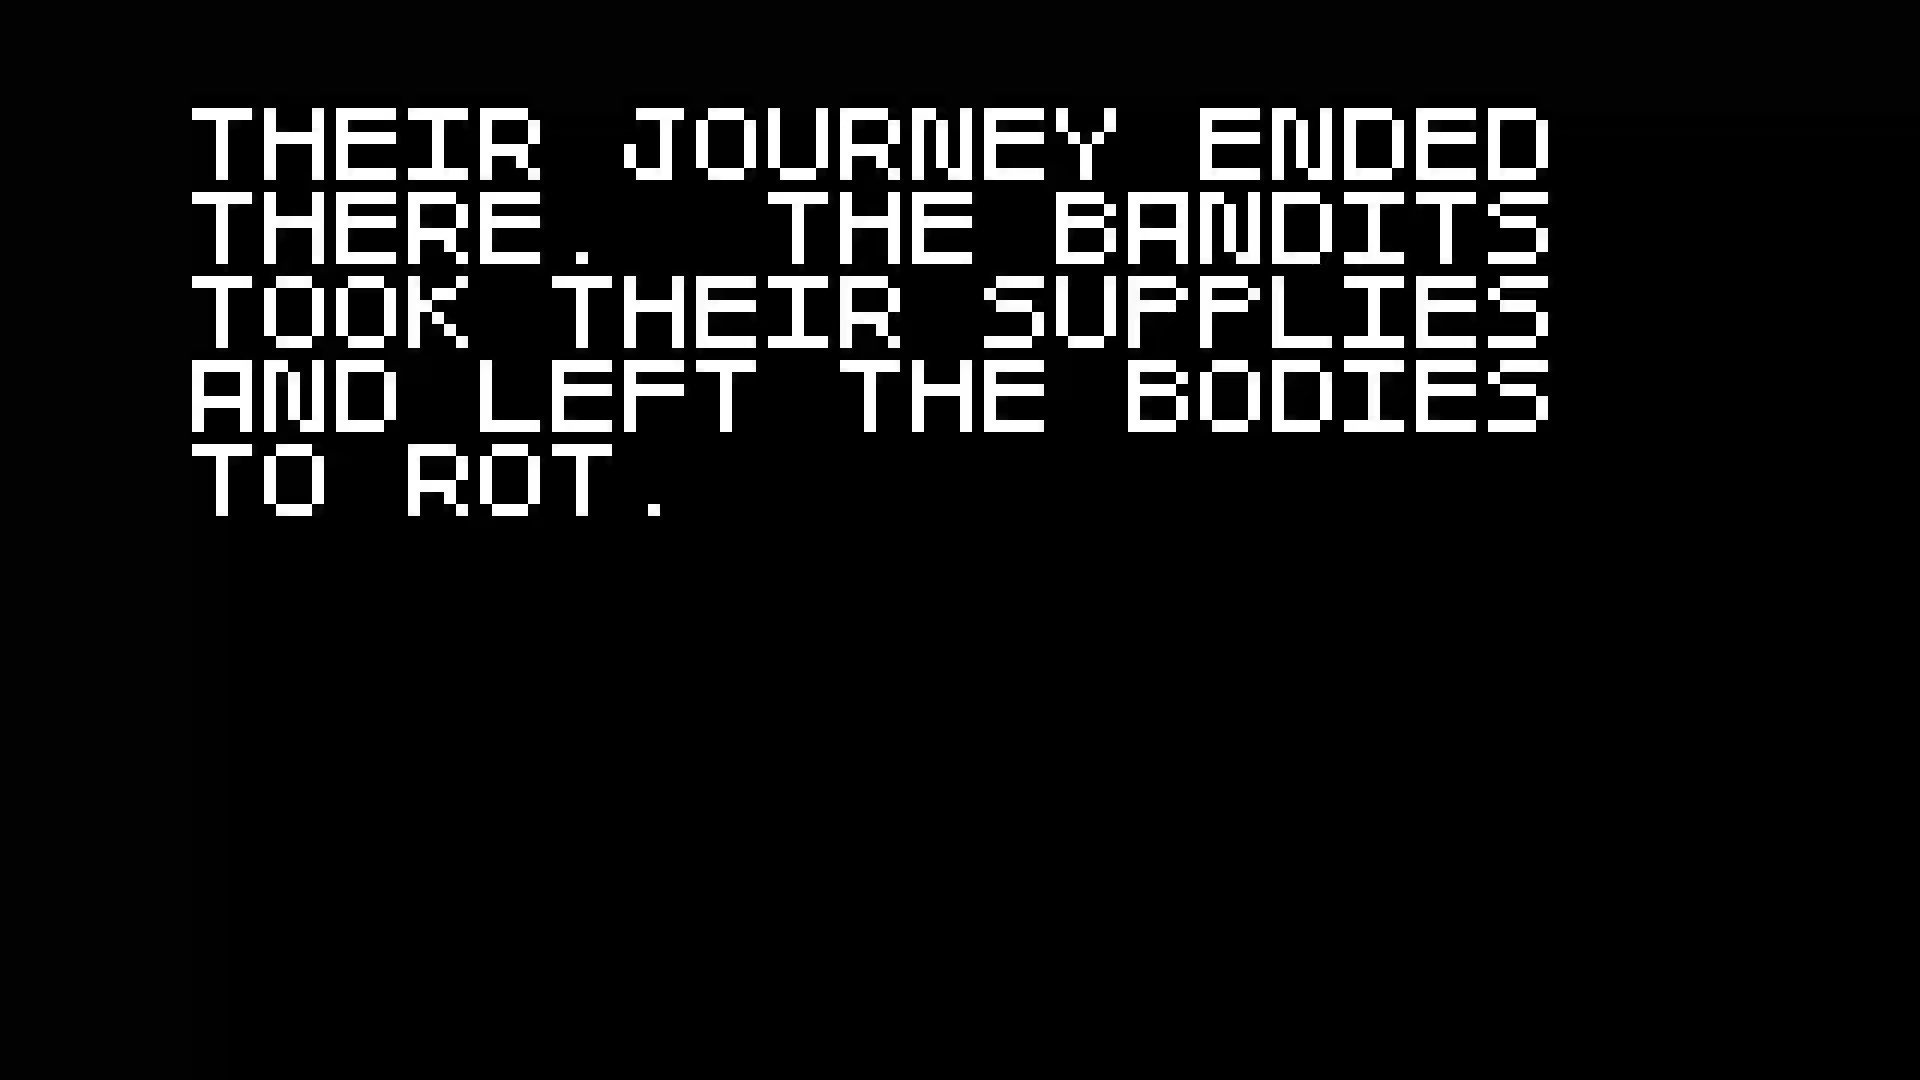 THEIR JOURNEY ENDED
THERE.  THE BANDITS
TOOK THEIR SUPPLIES
AND LEFT THE BODIES
TO ROT.